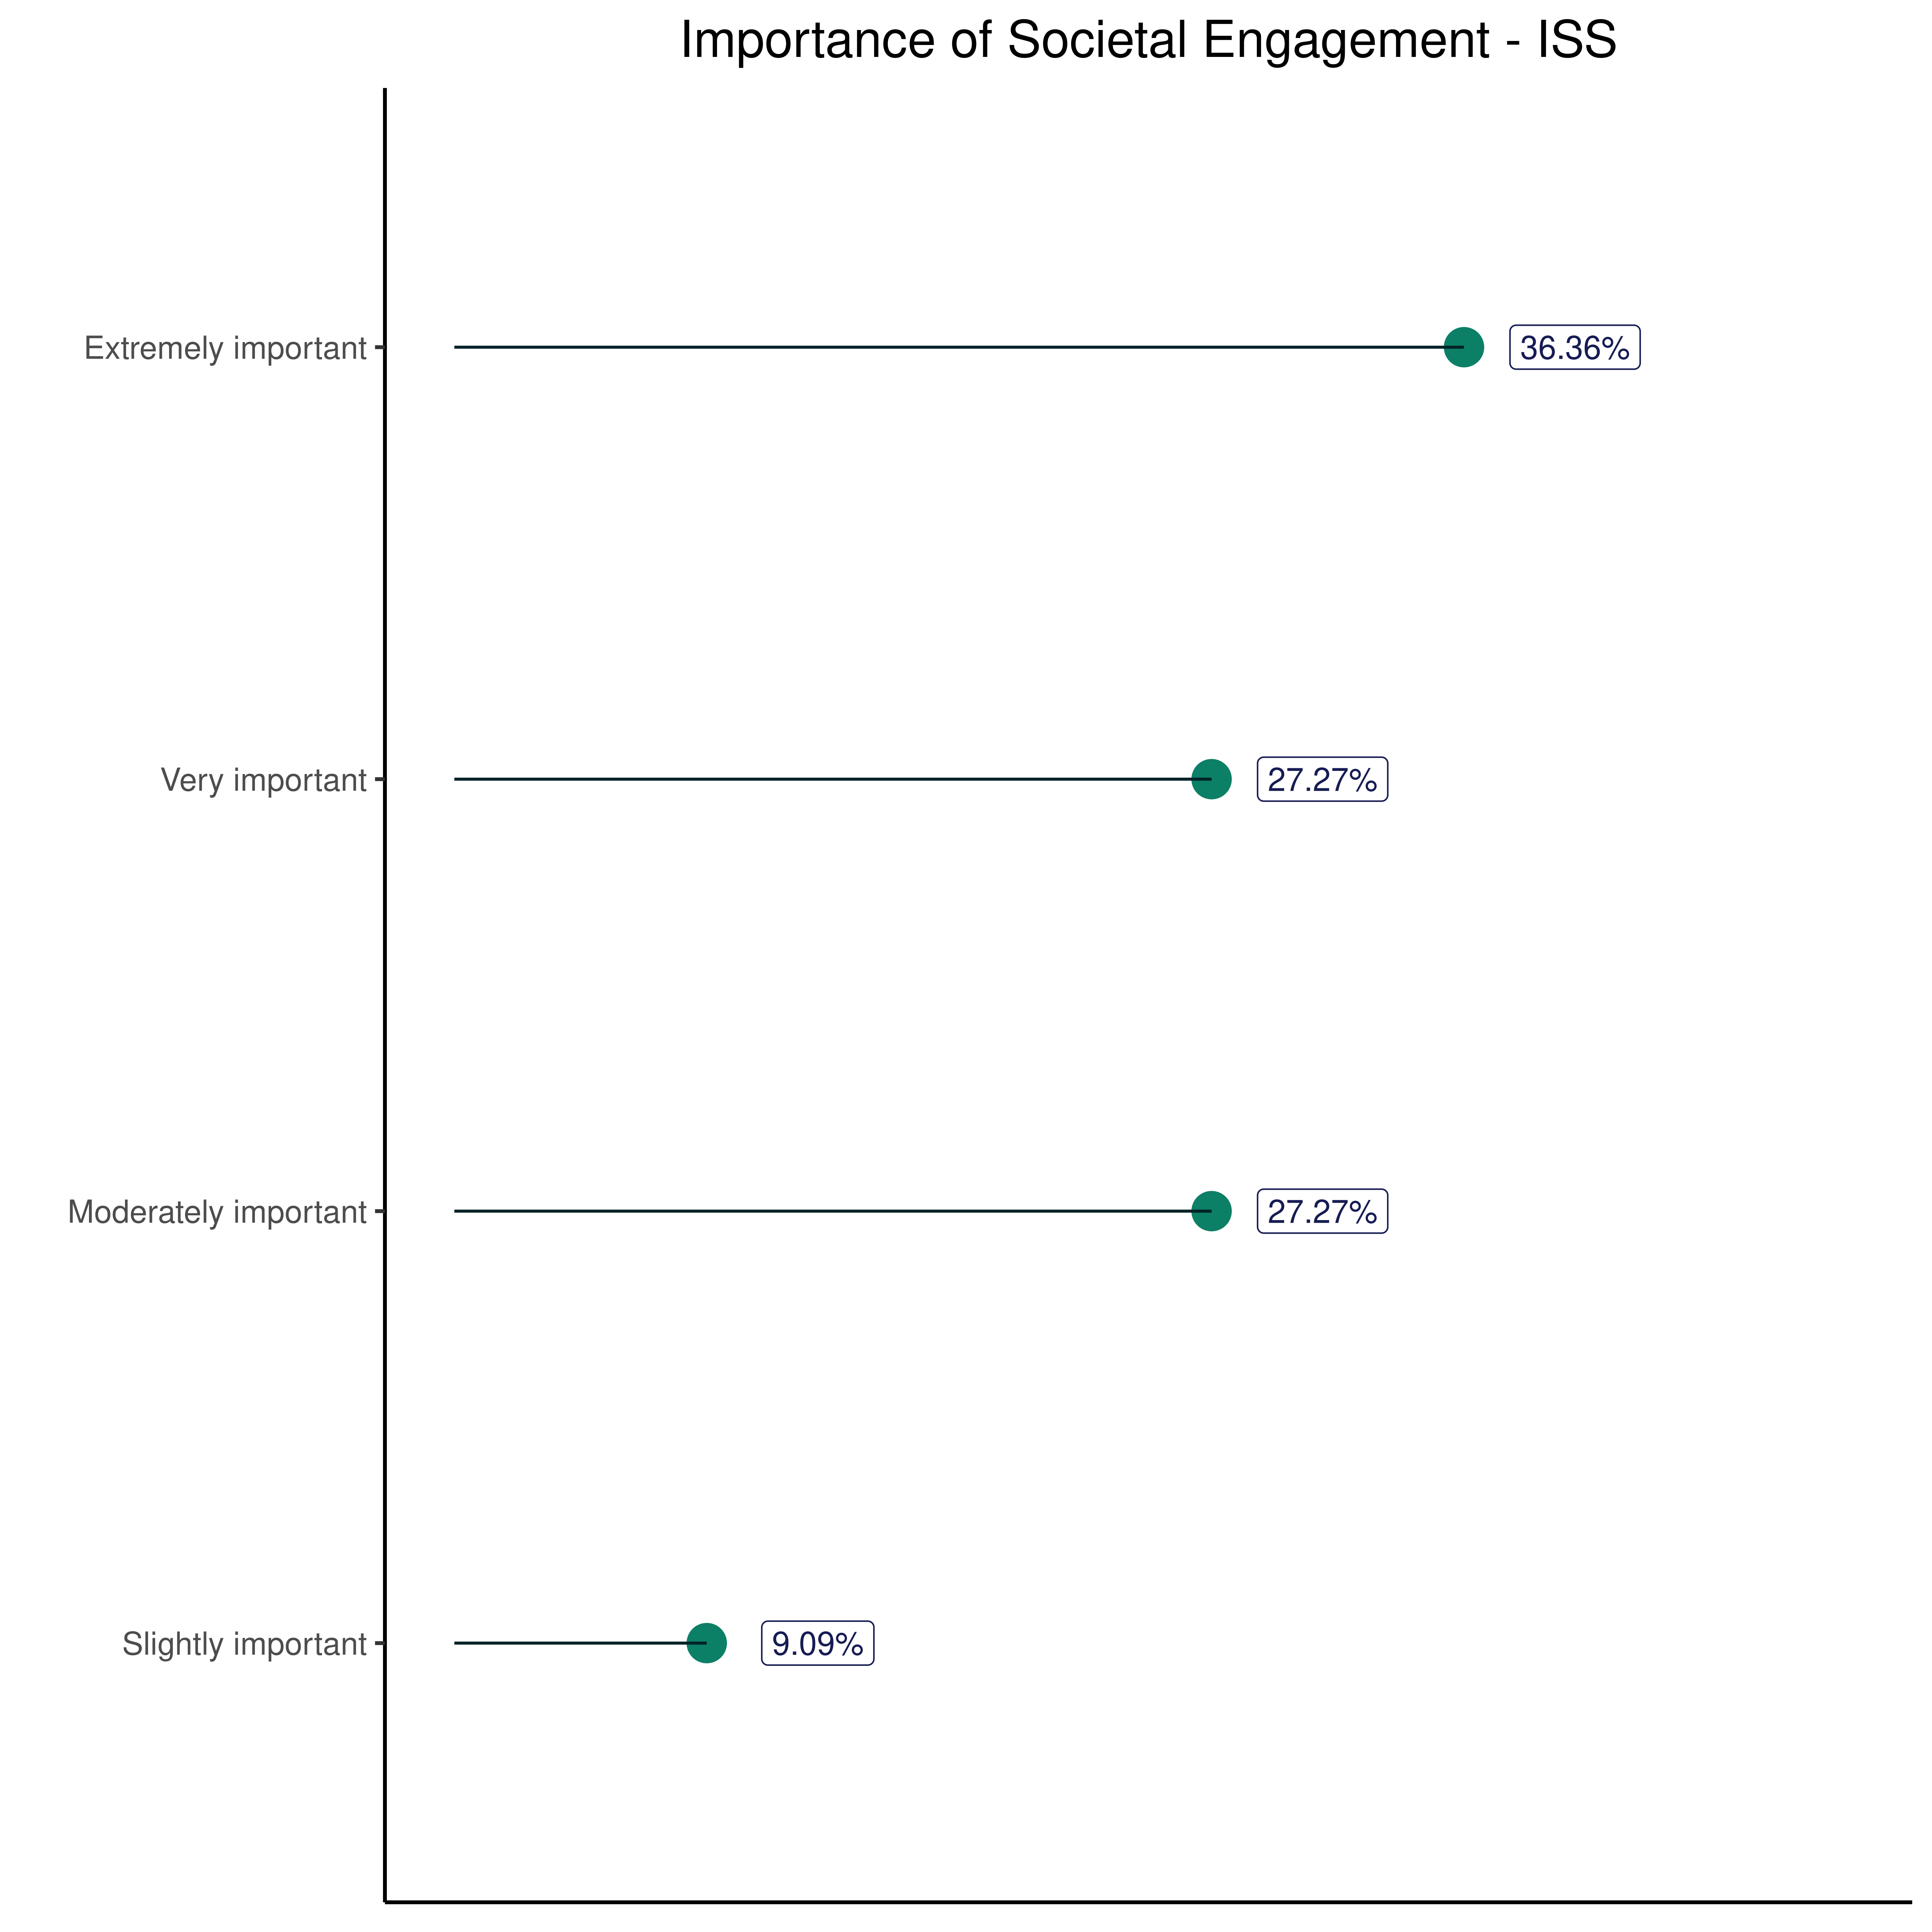 Importance of Societal Engagement - ISS
Extremely important
36.36%
Very important
27.27%
Moderately important
27.27%
Slightly important
9.09%